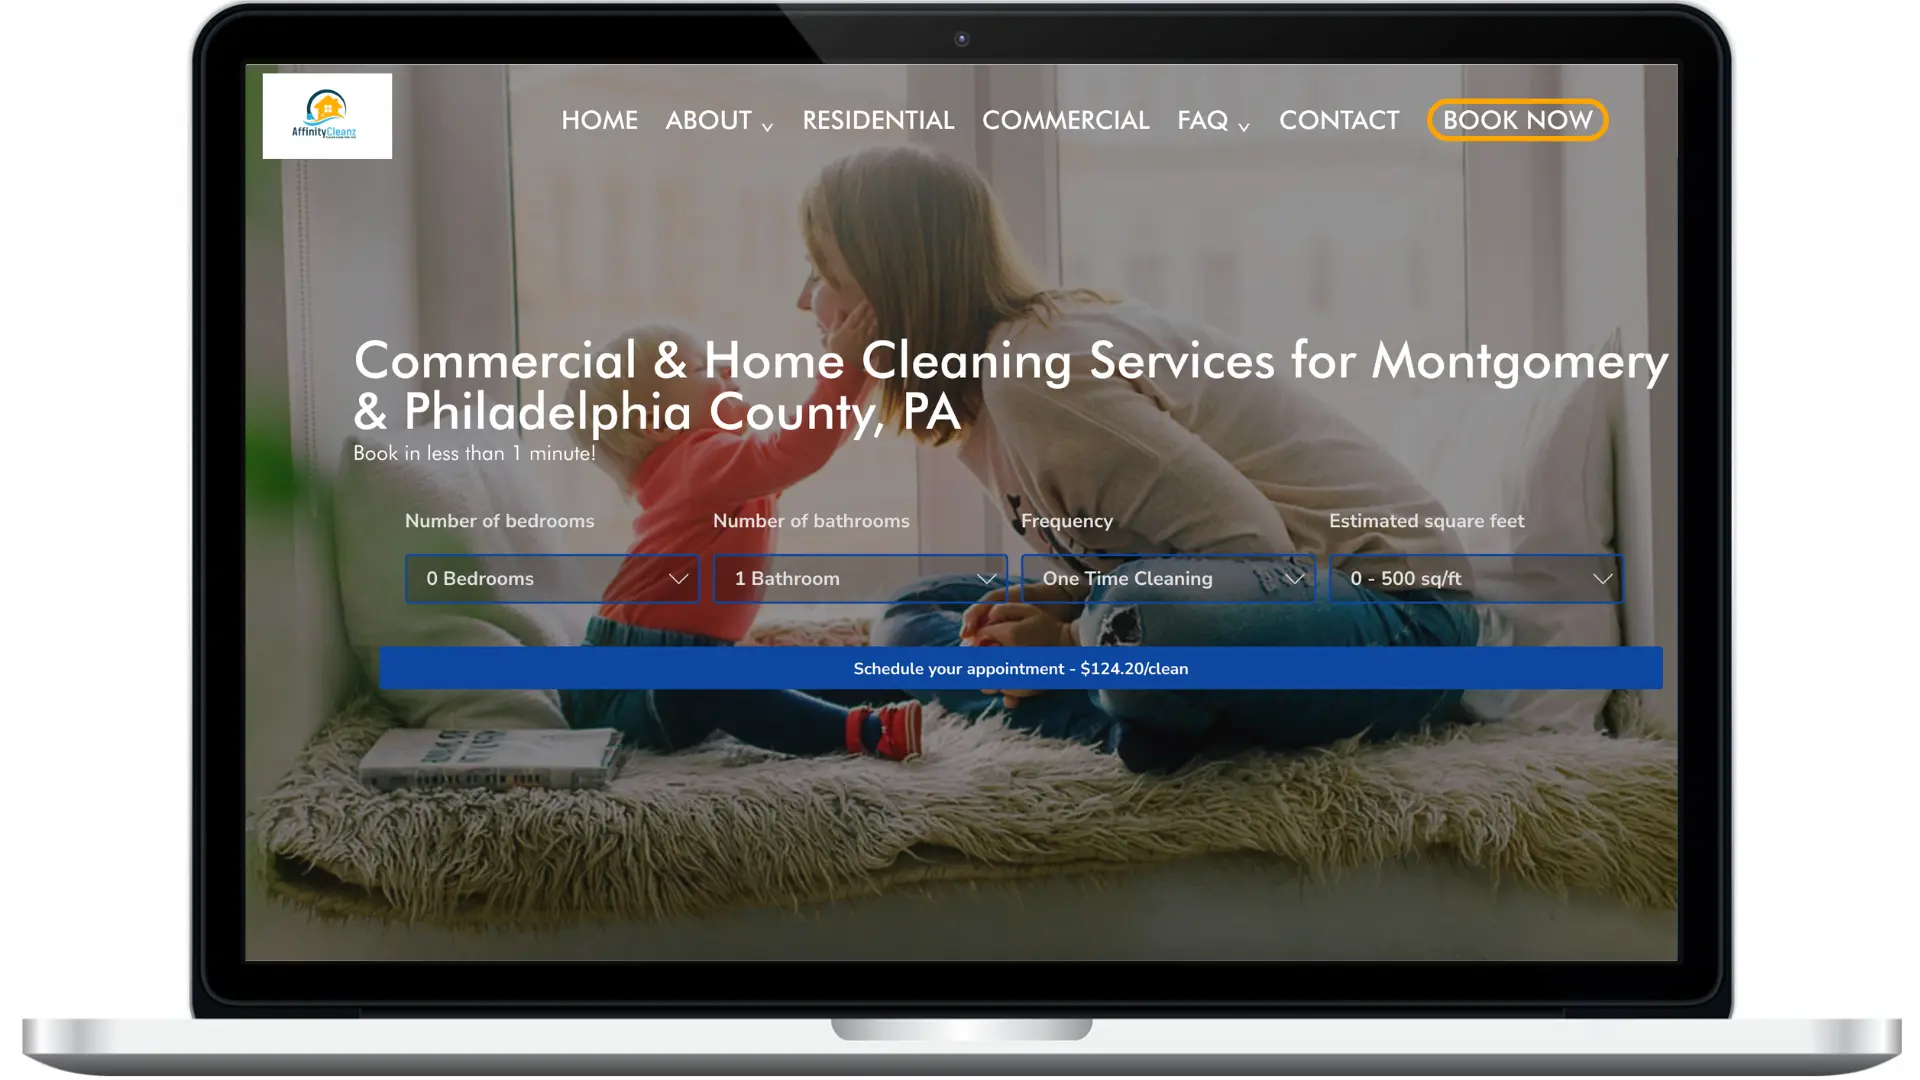 AffinityCleanz
HOME ABOUT RESIDENTIAL COMMERCIAL FAQ CONTACT BOOK NOW
Commercial & Home Cleaning Services for Montgomery
& Philadelphia County, PA
Book in less than 1 minute!
Number of bedrooms Number of bathrooms Frequency Estimated square feet
0 Bedrooms 1 Bathroom One Time Cleaning 0 - 500 sq/ft
Schedule your appointment - $124.20/clean